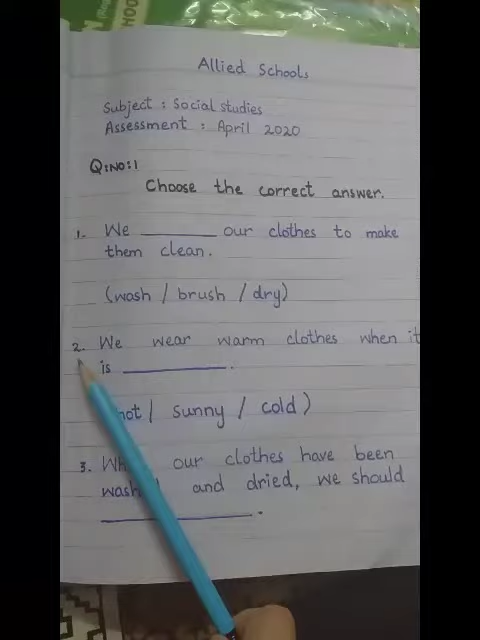 Allied Schools
Subject : Social studies
Assessment : April 2020
Q:NO:1
Choose the correct answer.
1. We ________ our clothes to make
them clean.
(wash / brush / dry)
2. We wear warm clothes when it
is ____________ .
hot / sunny / cold )
3. our clothes have been
and dried, we should
________________ .